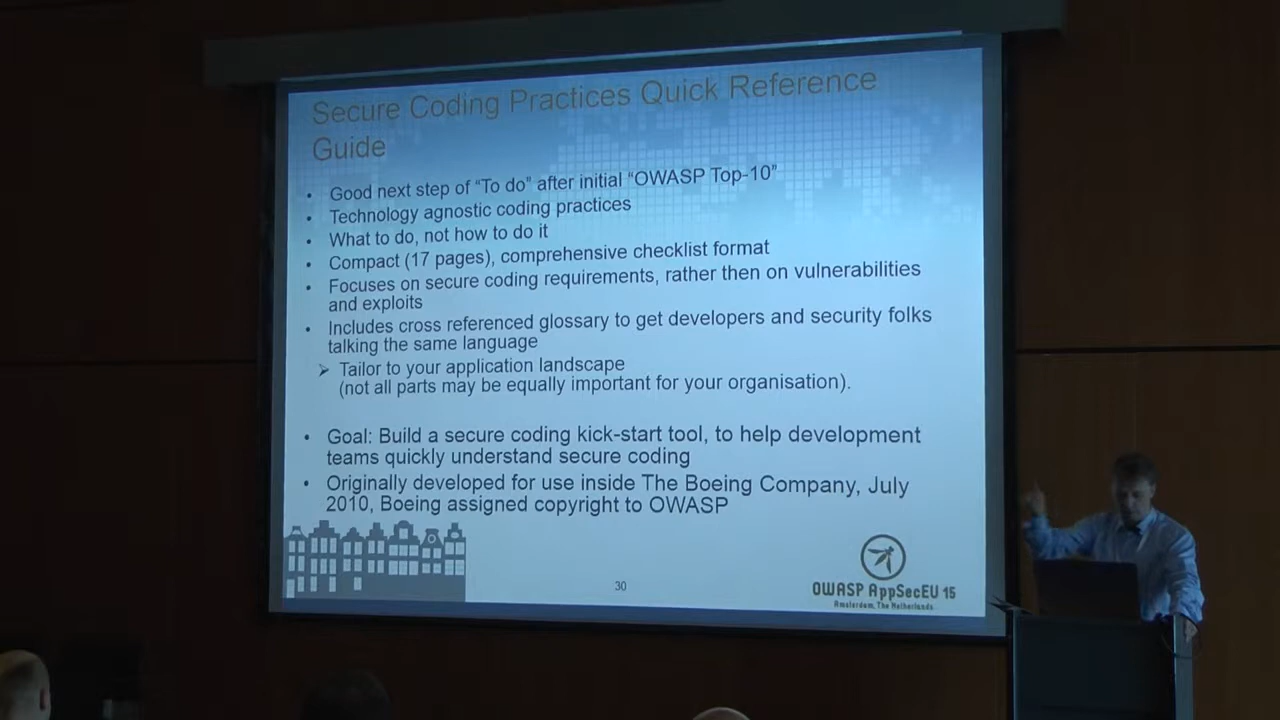 Secure Coding Practices Quick Reference
Guide
• Good next step of “To do” after initial “OWASP Top-10”
• Technology agnostic coding practices
• What to do, not how to do it
• Compact (17 pages), comprehensive checklist format
• Focuses on secure coding requirements, rather then on vulnerabilities
and exploits
• Includes cross referenced glossary to get developers and security folks
talking the same language
➢ Tailor to your application landscape
(not all parts may be equally important for your organisation).
• Goal: Build a secure coding kick-start tool, to help development
teams quickly understand secure coding
• Originally developed for use inside The Boeing Company, July
2010, Boeing assigned copyright to OWASP
30
OWASP AppSecEU 15
Amsterdam, The Netherlands